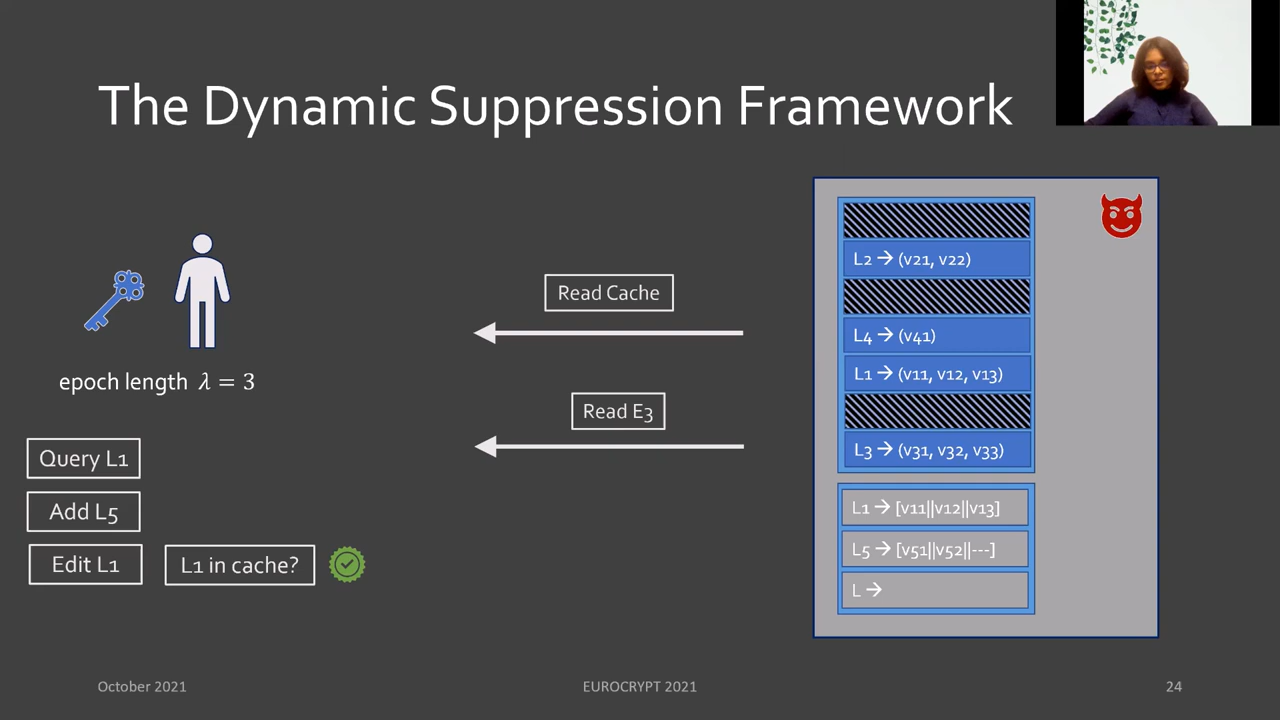 The Dynamic Suppression Framework
epoch length λ = 3
Query L1
Add L5
Edit L1
L1 in cache?
Read Cache
Read E3
L2 → (v21, v22)
L4 → (v41)
L1 → (v11, v12, v13)
L3 → (v31, v32, v33)
L1 → [v11||v12||v13]
L5 → [v51||v52||---]
L →
October 2021
EUROCRYPT 2021
24